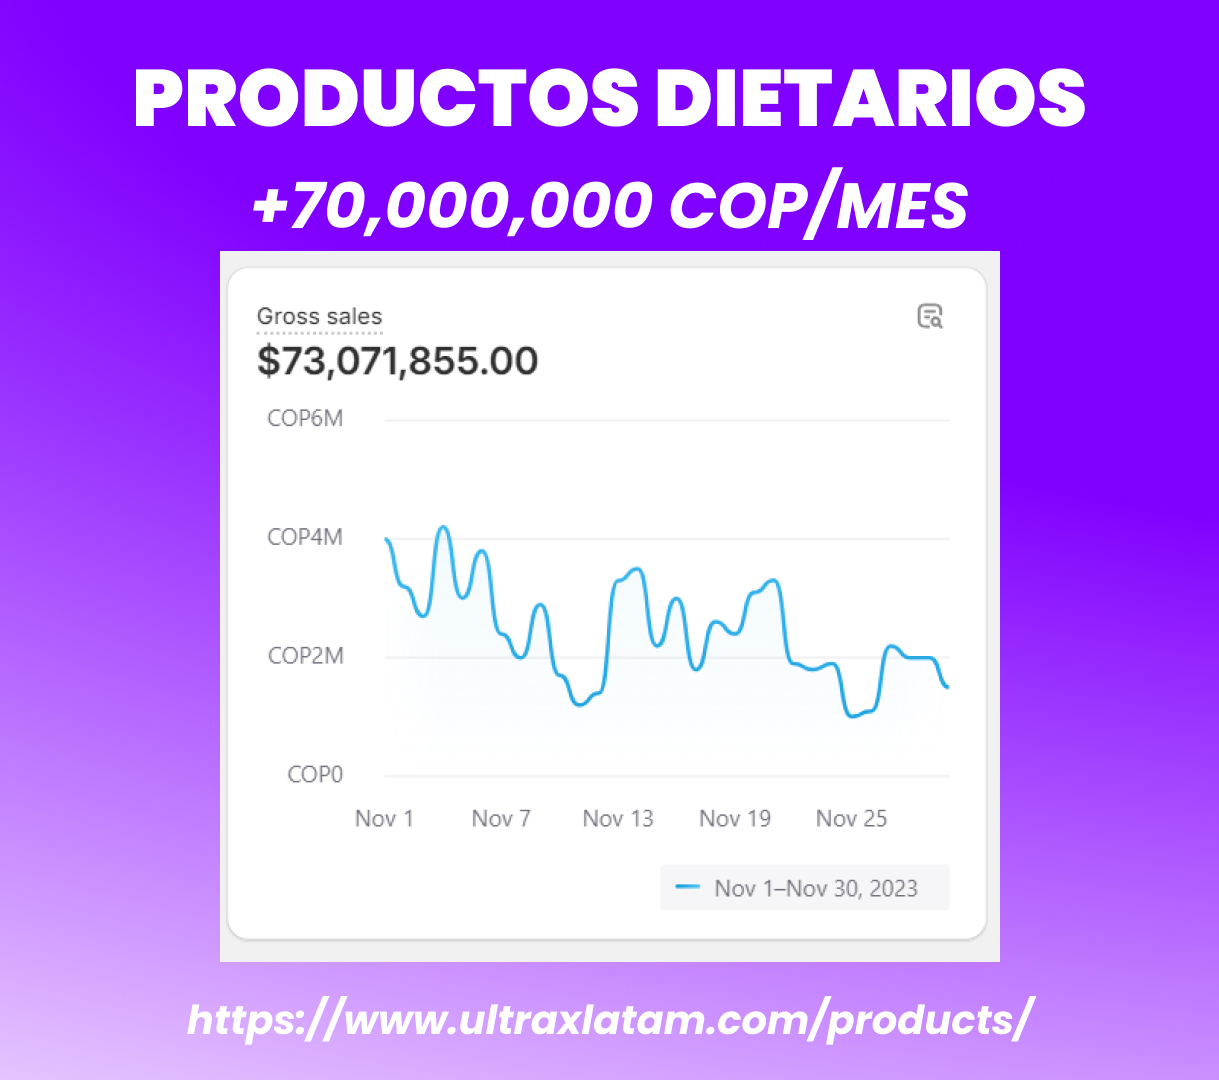 PRODUCTOS DIETARIOS
+70,000,000 COP/MES
Gross sales
$73,071,855.00
COP6M
COP4M
COP2M
COP0
Nov 1 Nov 7 Nov 13 Nov 19 Nov 25
Nov 1–Nov 30, 2023
https://www.ultraxlatam.com/products/